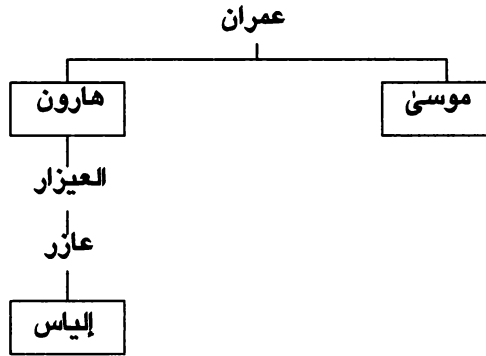 عمران
موسىٰ
هارون
العيزار
عازر
إلياس